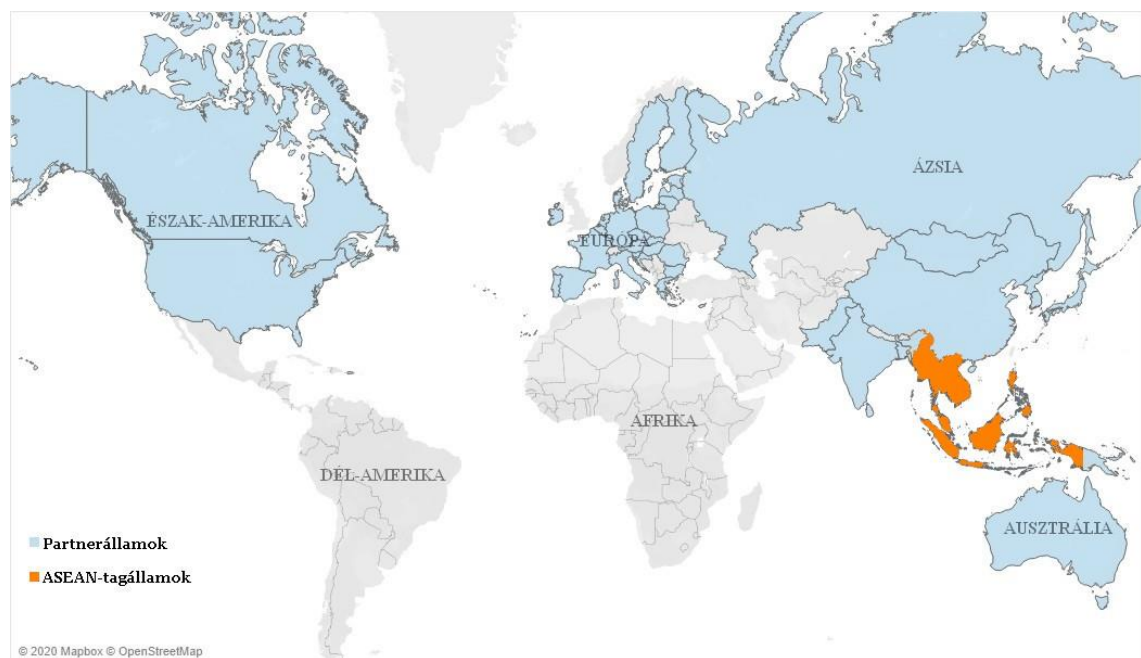 ÁZSIA
ÉSZAK-AMERIKA
EURÓPA
AFRIKA
DÉL-AMERIKA
AUSZTRÁLIA
Partnerállamok
ASEAN-tagállamok
© 2020 Mapbox © OpenStreetMap